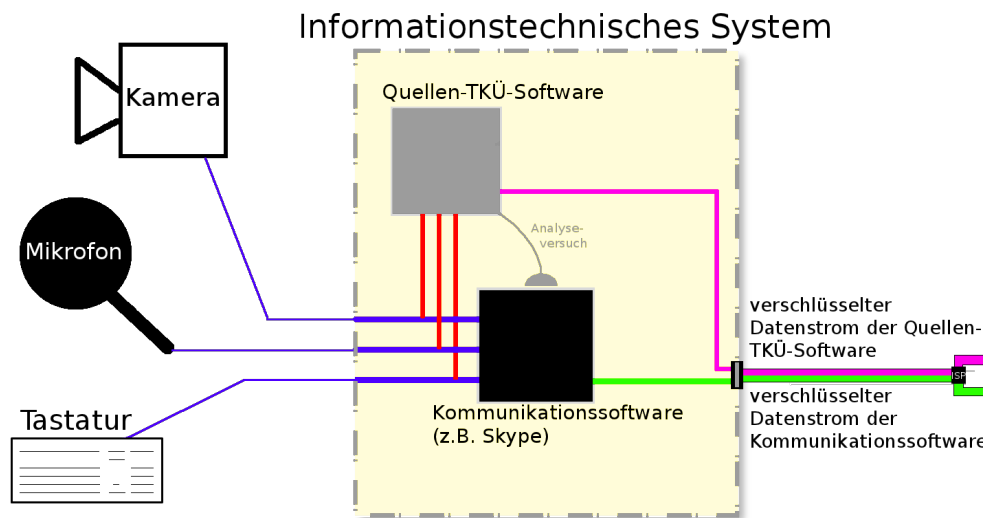 Informationstechnisches System
Kamera
Quellen-TKÜ-Software
Analyse-
versuch
Mikrofon
verschlüsselter
Datenstrom der Quellen-
TKÜ-Software
ISP
verschlüsselter
Datenstrom der
Kommunikationssoftware
Kommunikationssoftware
(z.B. Skype)
Tastatur